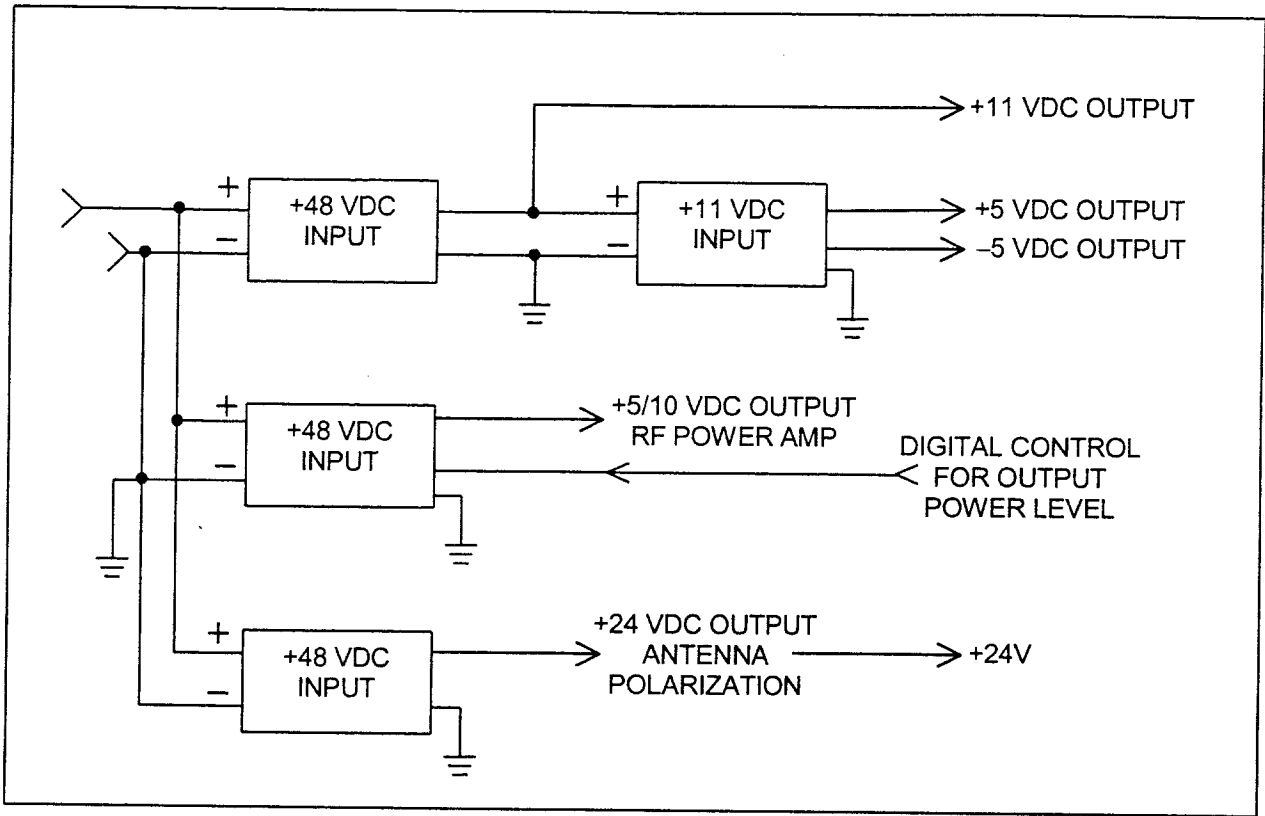 +11 VDC OUTPUT
+
+48 VDC
INPUT
–
+
+11 VDC
INPUT
–
+5 VDC OUTPUT
–5 VDC OUTPUT
+
+48 VDC
INPUT
–
+5/10 VDC OUTPUT
RF POWER AMP
DIGITAL CONTROL
FOR OUTPUT
POWER LEVEL
+
+48 VDC
INPUT
–
+24 VDC OUTPUT
ANTENNA
POLARIZATION
+24V